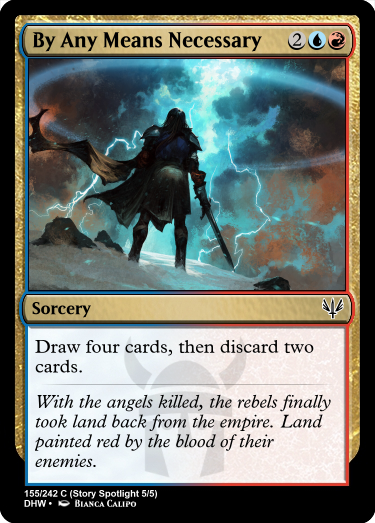 By Any Means Necessary 2
Sorcery
Draw four cards, then discard two
cards.
With the angels killed, the rebels finally
took land back from the empire. Land
painted red by the blood of their
enemies.
155/242 C (Story Spotlight 5/5)
DHW • Bianca Calipo